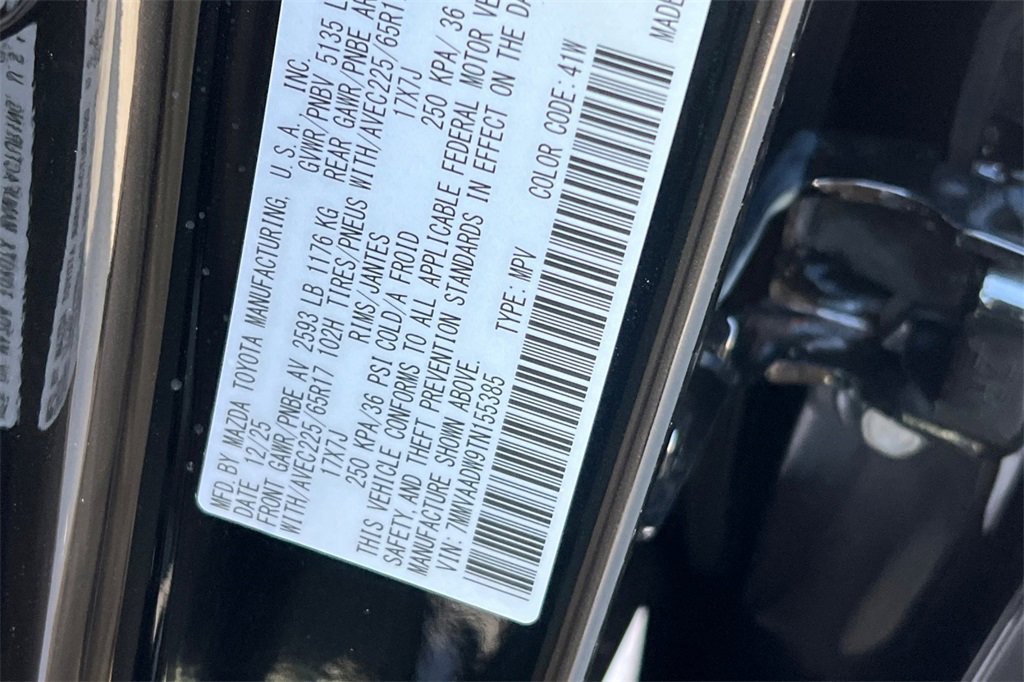 MFD. BY MAZDA TOYOTA MANUFACTURING, U. S. A., INC.
DATE 12/25 GVWR/PNBV 5135 L
FRONT GAWR/PNBE AV 2593 LB 1176 KG REAR GAWR/PNBE AR
WITH/AVEC225/65R17 102H TIRES/PNEUS WITH/AVEC225/65R1
17X7J RIMS/JANTES 17X7J
250 KPA/36 PSI COLD/A FROID 250 KPA/ 36
THIS VEHICLE CONFORMS TO ALL APPLICABLE FEDERAL MOTOR VE
SAFETY, AND THEFT PREVENTION STANDARDS IN EFFECT ON THE DA
MANUFACTURE SHOWN ABOVE.
VIN: 7MMVAADW9TN155385 TYPE: MPV COLOR CODE: 41W
MADE